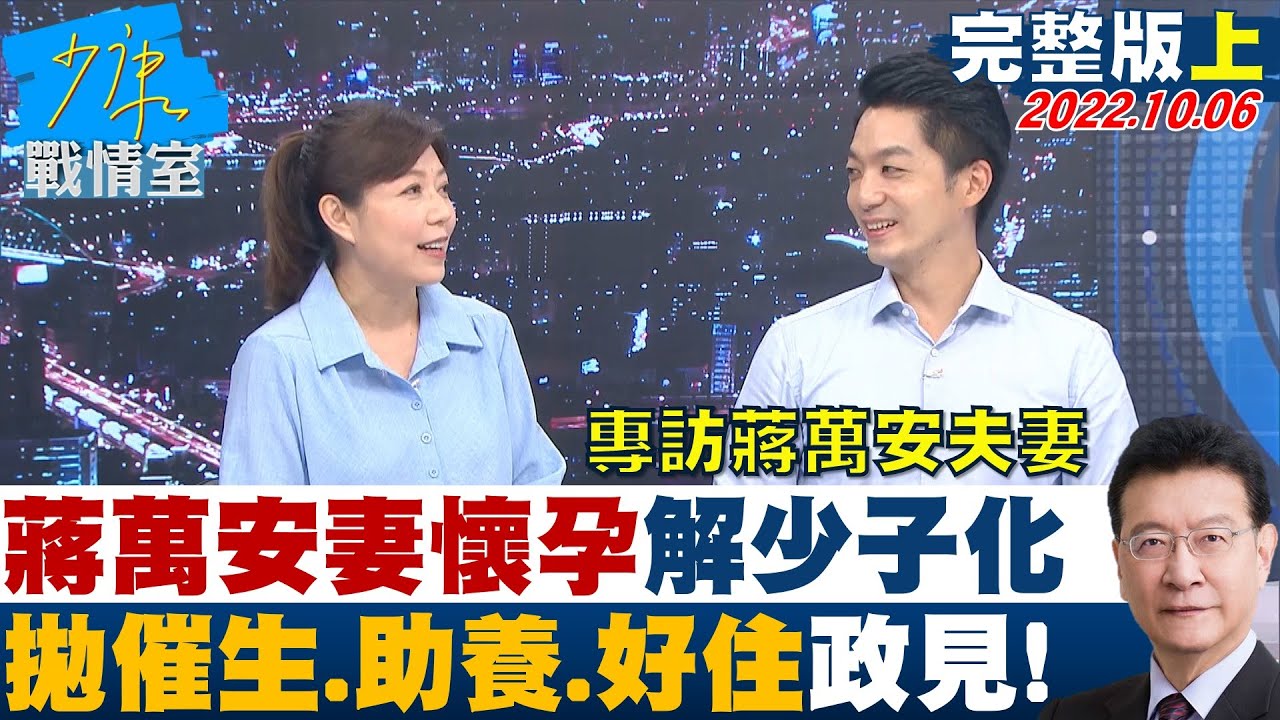 少康
戰情室
完整版上
2022.10.06
專訪蔣萬安夫妻
蔣萬安妻懷孕解少子化
拋催生.助養.好住政見!